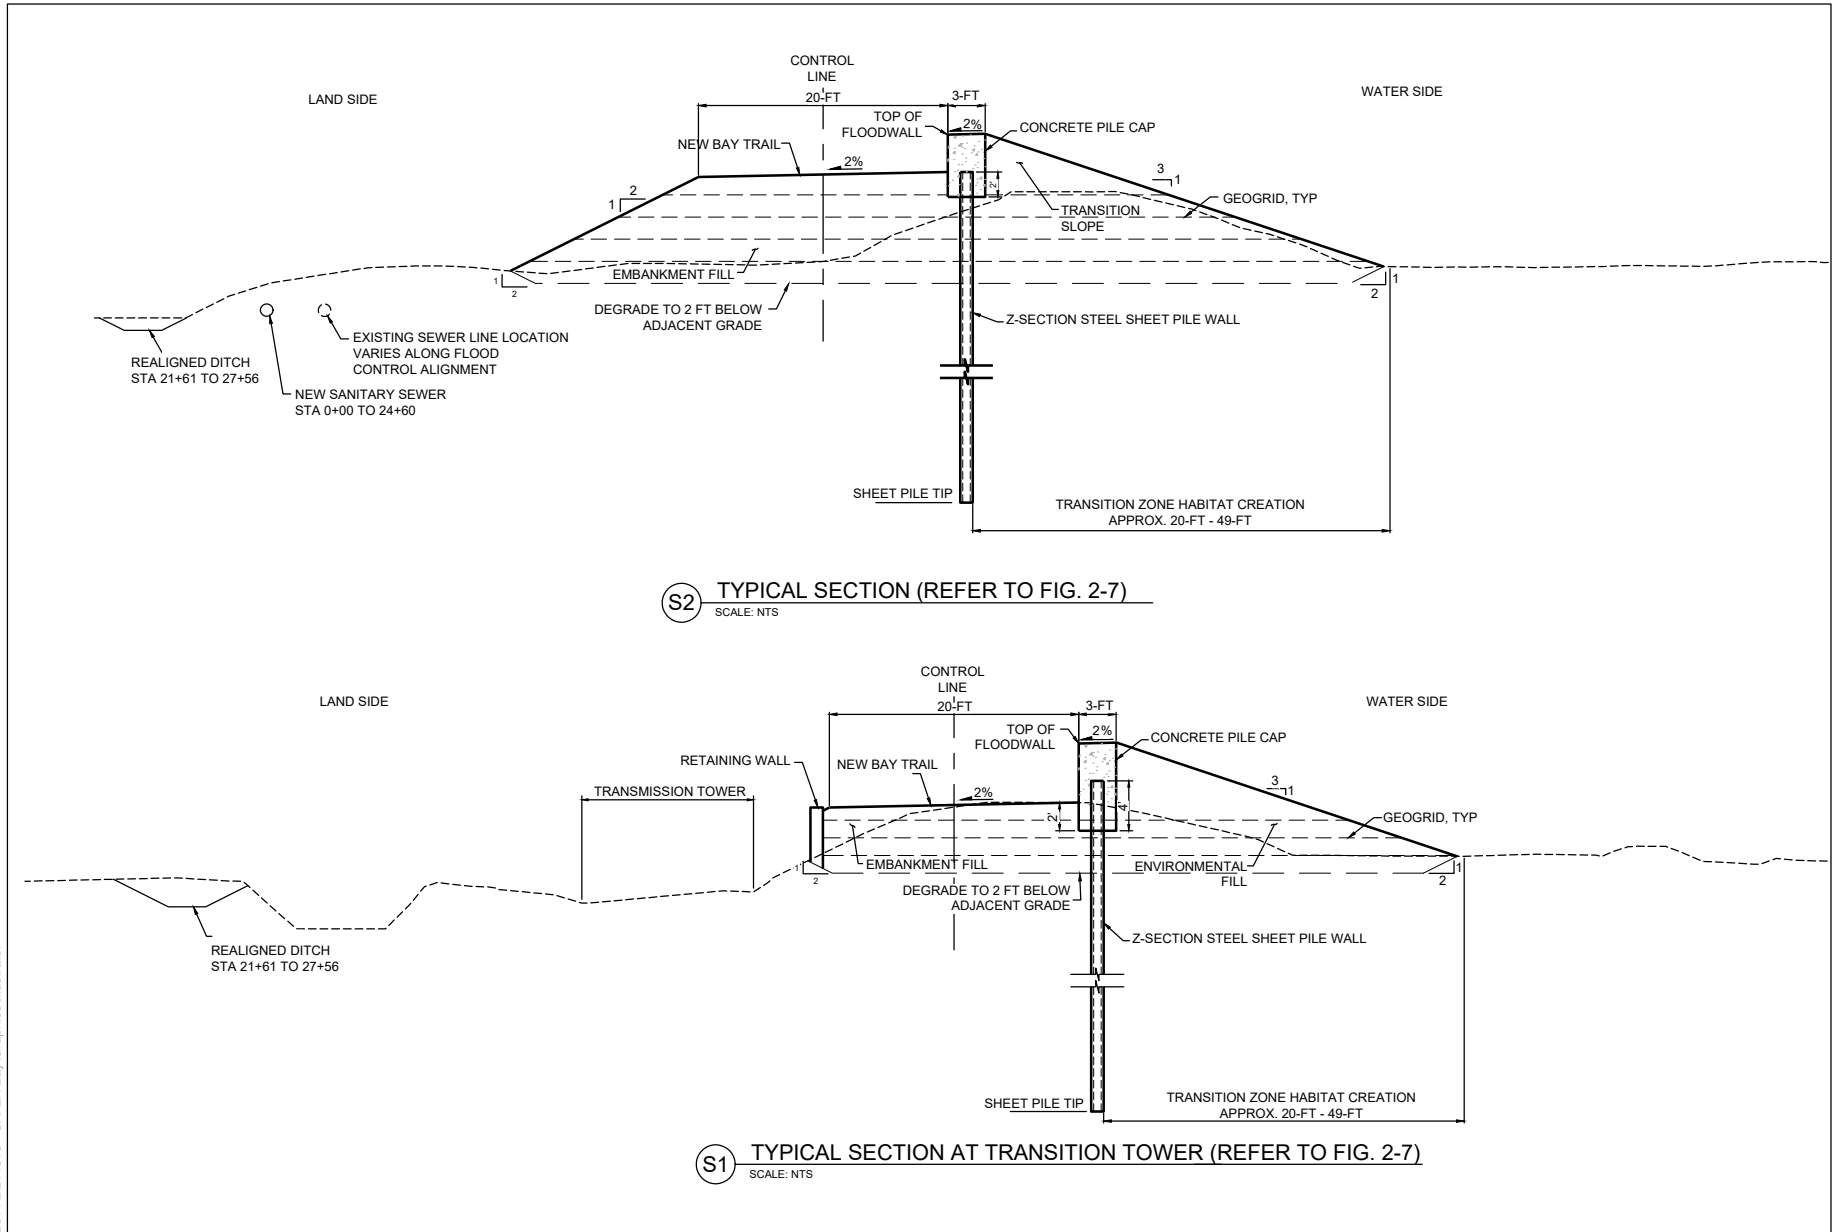 CONTROL
LINE
LAND SIDE
WATER SIDE
20-FT
3-FT
TOP OF
FLOODWALL
2%
CONCRETE PILE CAP
NEW BAY TRAIL
2%
3
1
2
1
2'
GEOGRID, TYP
TRANSITION
SLOPE
EMBANKMENT FILL
1
2
1
2
DEGRADE TO 2 FT BELOW
ADJACENT GRADE
Z-SECTION STEEL SHEET PILE WALL
EXISTING SEWER LINE LOCATION
VARIES ALONG FLOOD
CONTROL ALIGNMENT
REALIGNED DITCH
STA 21+61 TO 27+56
NEW SANITARY SEWER
STA 0+00 TO 24+60
SHEET PILE TIP
TRANSITION ZONE HABITAT CREATION
APPROX. 20-FT - 49-FT
S2
TYPICAL SECTION (REFER TO FIG. 2-7)
SCALE: NTS
CONTROL
LINE
LAND SIDE
WATER SIDE
20-FT
3-FT
TOP OF
FLOODWALL
2%
CONCRETE PILE CAP
RETAINING WALL
NEW BAY TRAIL
TRANSMISSION TOWER
2%
3
1
2'
4'
GEOGRID, TYP
EMBANKMENT FILL
ENVIRONMENTAL
FILL
1
2
1
2
DEGRADE TO 2 FT BELOW
ADJACENT GRADE
Z-SECTION STEEL SHEET PILE WALL
REALIGNED DITCH
STA 21+61 TO 27+56
SHEET PILE TIP
TRANSITION ZONE HABITAT CREATION
APPROX. 20-FT - 49-FT
S1
TYPICAL SECTION AT TRANSITION TOWER (REFER TO FIG. 2-7)
SCALE: NTS